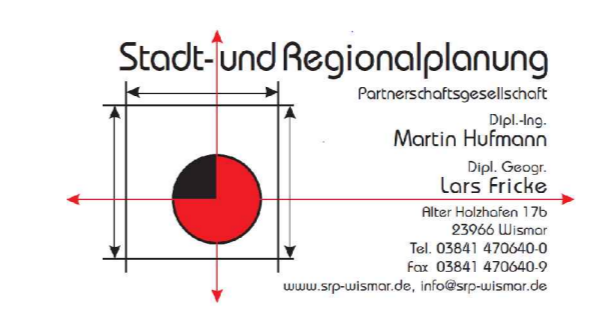 Stadt- und Regionalplanung
Partnerschaftsgesellschaft
Dipl.-Ing.
Martin Hufmann
Dipl. Geogr.
Lars Fricke
Alter Holzhafen 17b
23966 Wismar
Tel. 03841 470640-0
Fax 03841 470640-9
www.srp-wismar.de, info@srp-wismar.de